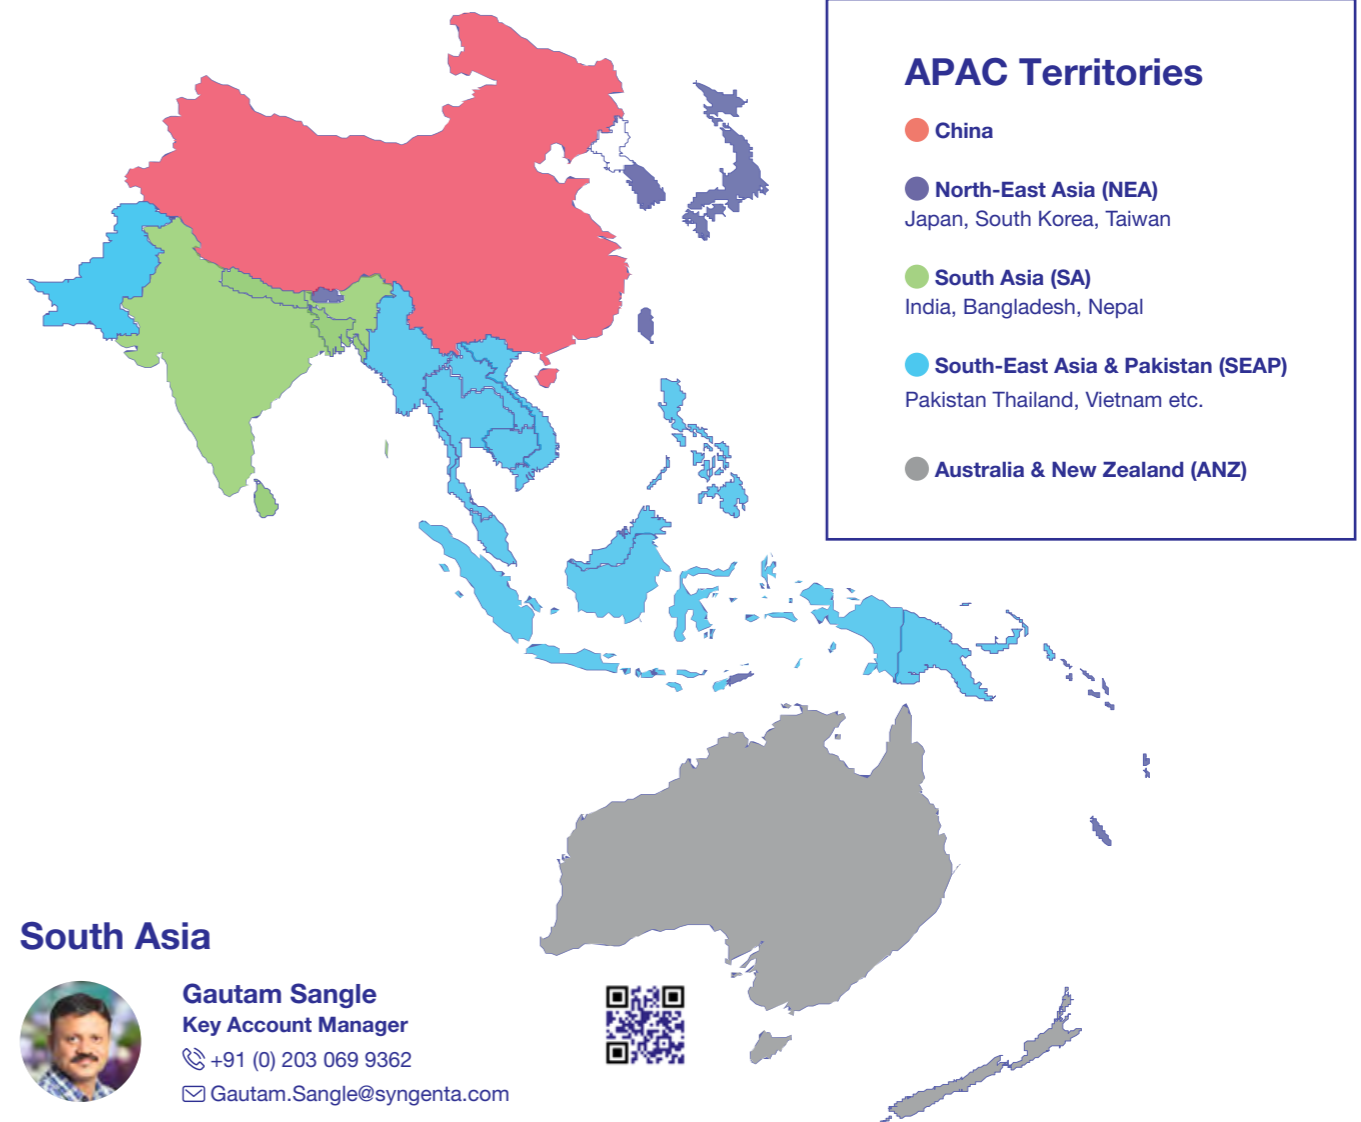 APAC Territories
China
North-East Asia (NEA)
Japan, South Korea, Taiwan
South Asia (SA)
India, Bangladesh, Nepal
South-East Asia & Pakistan (SEAP)
Pakistan Thailand, Vietnam etc.
Australia & New Zealand (ANZ)
South Asia
Gautam Sangle
Key Account Manager
+91 (0) 203 069 9362
Gautam.Sangle@syngenta.com